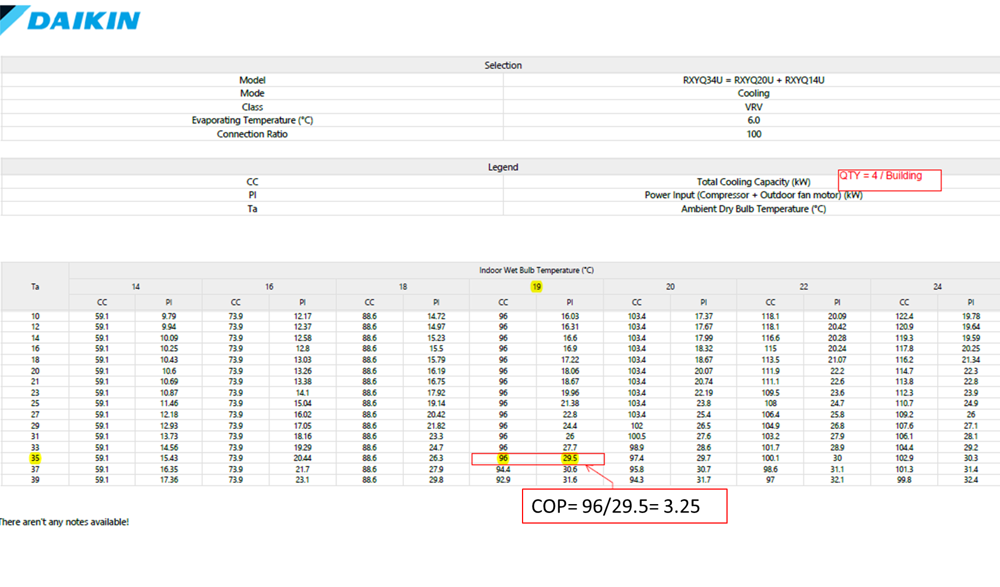 DAIKIN
Selection
Model RXYQ34U = RXYQ20U + RXYQ14U
Mode Cooling
Class VRV
Evaporating Temperature (°C) 6.0
Connection Ratio 100
Legend
CC Total Cooling Capacity (kW)
QTY = 4 / Building
PI Power Input (Compressor + Outdoor fan motor) (kW)
Ta Ambient Dry Bulb Temperature (°C)
Indoor Wet Bulb Temperature (°C)
Ta 14 16 18 19 20 22 24
CC PI CC PI CC PI CC PI CC PI CC PI CC PI
10 59.1 9.79 73.9 12.17 88.6 14.72 96 16.03 103.4 17.37 118.1 20.09 122.4 19.78
12 59.1 9.94 73.9 12.37 88.6 14.97 96 16.31 103.4 17.67 118.1 20.42 120.9 19.64
14 59.1 10.09 73.9 12.58 88.6 15.23 96 16.6 103.4 17.99 116.6 20.28 119.3 19.59
16 59.1 10.25 73.9 12.8 88.6 15.5 96 16.9 103.4 18.32 115 20.24 117.8 20.25
18 59.1 10.43 73.9 13.03 88.6 15.79 96 17.22 103.4 18.67 113.5 21.07 116.2 21.34
20 59.1 10.6 73.9 13.26 88.6 16.19 96 18.06 103.4 20.07 111.9 22.2 114.7 22.3
21 59.1 10.69 73.9 13.38 88.6 16.75 96 18.67 103.4 20.74 111.1 22.6 113.8 22.8
23 59.1 10.87 73.9 14.1 88.6 17.92 96 19.96 103.4 22.19 109.5 23.6 112.3 23.9
25 59.1 11.46 73.9 15.04 88.6 19.14 96 21.38 103.4 23.8 108 24.7 110.7 24.9
27 59.1 12.18 73.9 16.02 88.6 20.42 96 22.8 103.4 25.4 106.4 25.8 109.2 26
29 59.1 12.93 73.9 17.05 88.6 21.82 96 24.4 102 26.5 104.9 26.8 107.6 27.1
31 59.1 13.73 73.9 18.16 88.6 23.3 96 26 100.5 27.6 103.2 27.9 106.1 28.1
33 59.1 14.56 73.9 19.29 88.6 24.7 96 27.7 98.9 28.6 101.7 28.9 104.4 29.2
35 59.1 15.43 73.9 20.44 88.6 26.3 96 29.5 97.4 29.7 100.1 30 102.9 30.3
37 59.1 16.35 73.9 21.7 88.6 27.9 94.4 30.6 95.8 30.7 98.6 31.1 101.3 31.4
39 59.1 17.36 73.9 23.1 88.6 29.8 92.9 31.6 94.3 31.7 97 32.1 99.8 32.4
COP= 96/29.5= 3.25
There aren't any notes available!